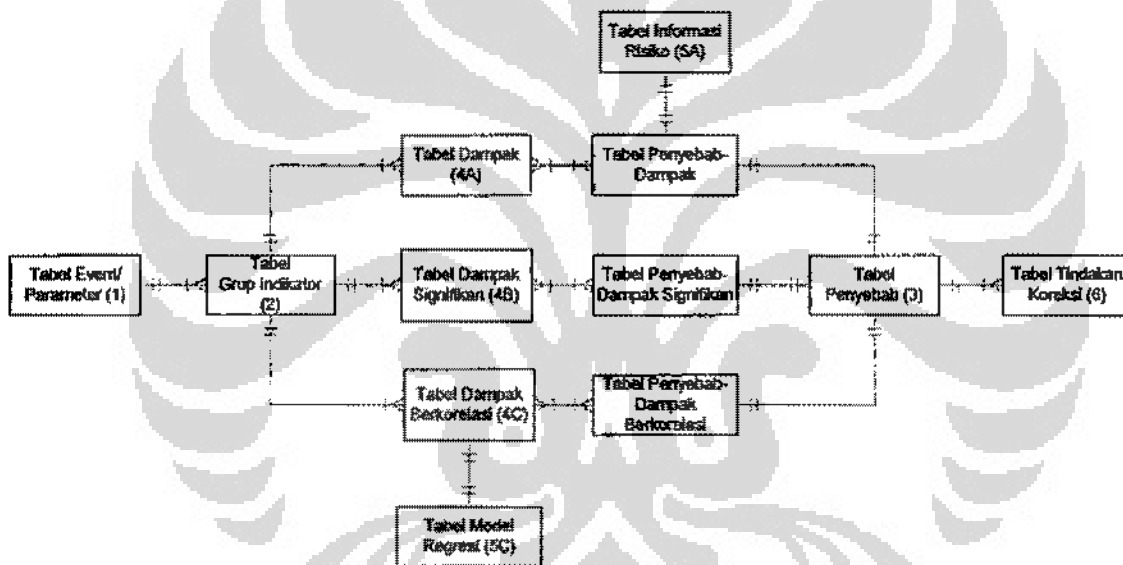 Tabel Informasi
Risiko (5A)
Tabel Dampak
(4A)
Tabel Penyebab-
Dampak
Tabel Event/
Parameter (1)
Tabel
Grup Indikator
(2)
Tabel Dampak
Signifikan (4B)
Tabel Penyebab-
Dampak Signifikan
Tabel
Penyebab (3)
Tabel Tindakan
Koreksi (6)
Tabel Dampak
Berkorelasi (4C)
Tabel Penyebab-
Dampak
Berkorelasi
Tabel Model
Regresi (5C)